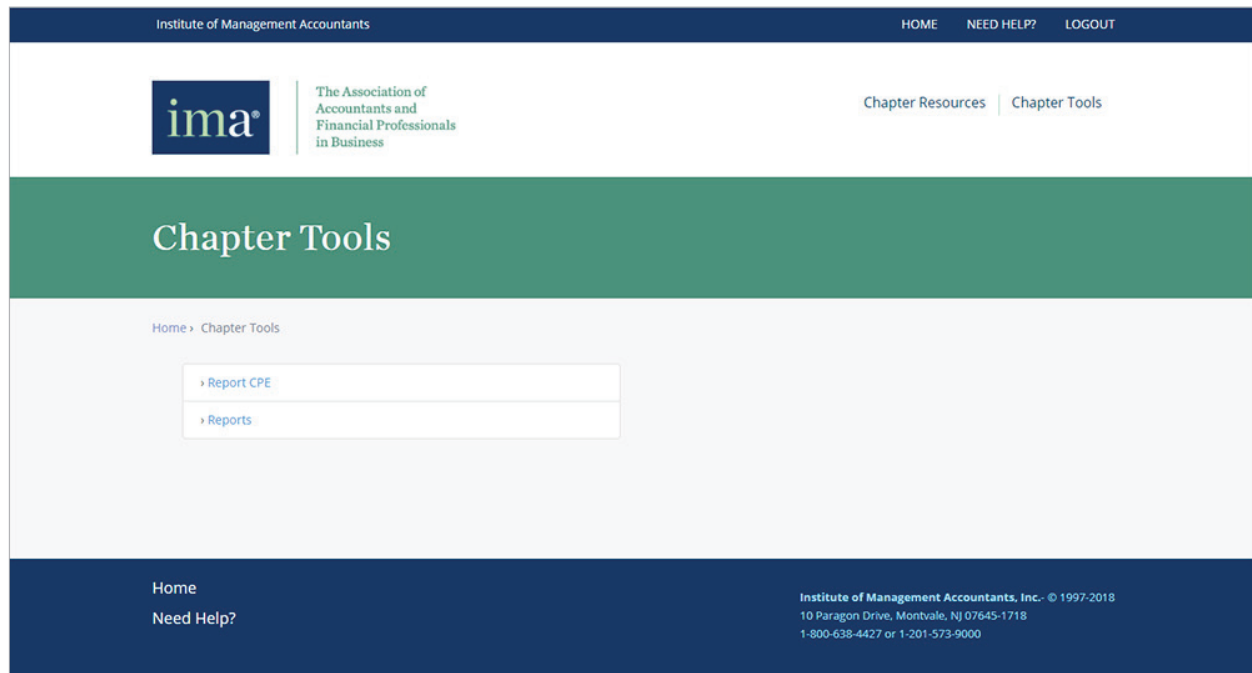 Institute of Management Accountants
HOME NEED HELP? LOGOUT
ima®
The Association of
Accountants and
Financial Professionals
in Business
Chapter Resources
Chapter Tools
Chapter Tools
Home › Chapter Tools
› Report CPE
› Reports
Home
Need Help?
Institute of Management Accountants, Inc.- © 1997-2018
10 Paragon Drive, Montvale, NJ 07645-1718
1-800-638-4427 or 1-201-573-9000